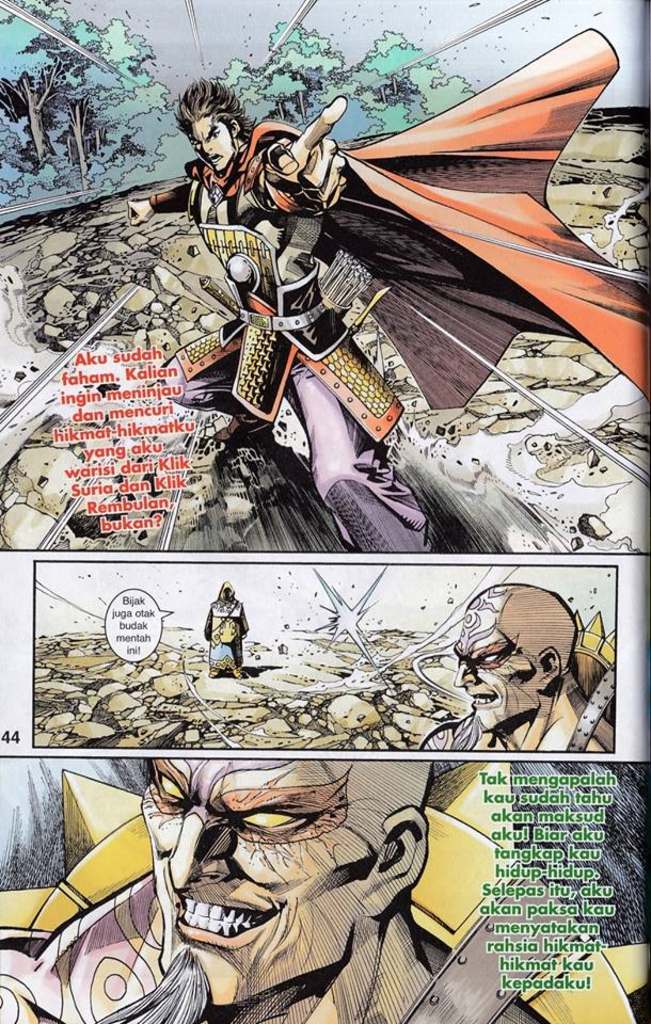 Aku sudah
faham. Kalian
ingin meninjau
dan mencuri
hikmat-hikmatku
yang aku
warisi dari Klik
Suria dan Klik
Rembulan,
bukan?
Bijak
juga otak
budak
mentah
ini!
44
Tak mengapalah
kau sudah tahu
akan maksud
aku! Biar aku
tangkap kau
hidup-hidup.
Selepas itu, aku
akan paksa kau
menyatakan
rahsia hikmat-
hikmat kau
kepadaku!